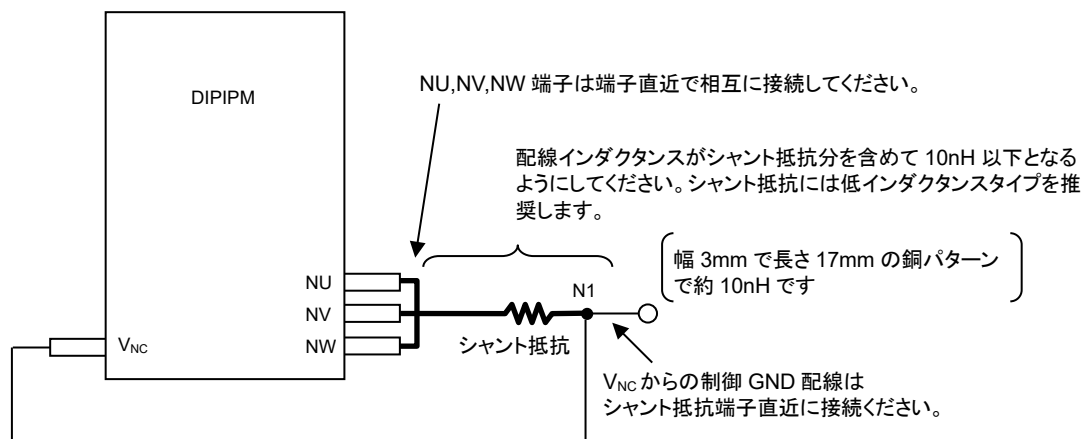 DIPIPM
NU,NV,NW 端子は端子直近で相互に接続してください。
配線インダクタンスがシャント抵抗分を含めて 10nH 以下となる
ようにしてください。シャント抵抗には低インダクタンスタイプを推
奨します。
幅 3mm で長さ 17mm の銅パターン
で約 10nH です
NU
NV
NW
N1
シャント抵抗
VNC
VNC からの制御 GND 配線は
シャント抵抗端子直近に接続ください。